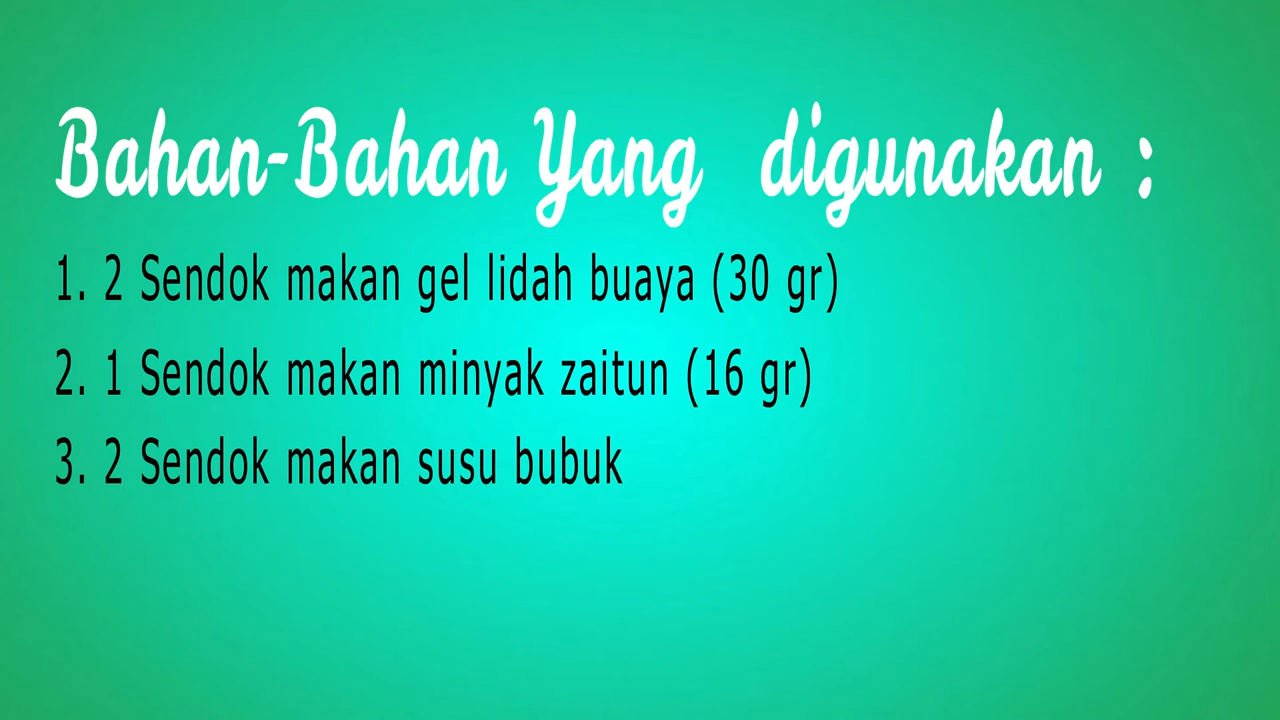 Bahan-Bahan Yang digunakan :
1. 2 Sendok makan gel lidah buaya (30 gr)
2. 1 Sendok makan minyak zaitun (16 gr)
3. 2 Sendok makan susu bubuk